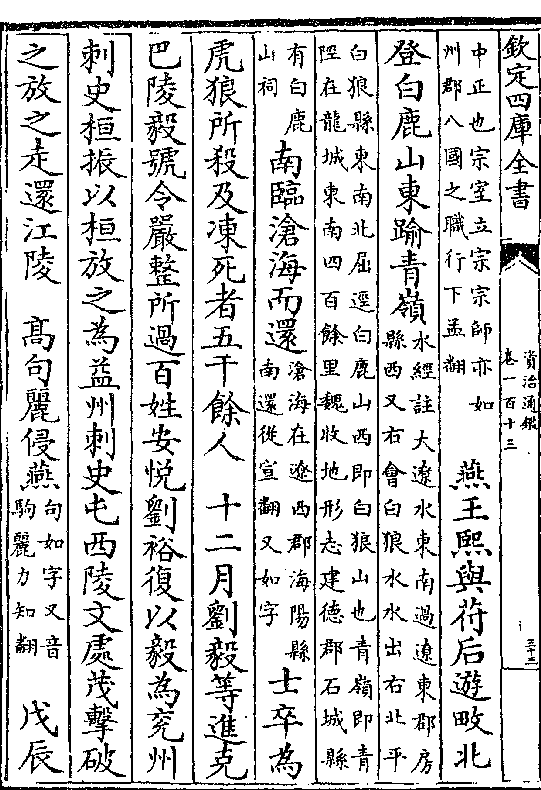 欽定四庫全書
資治通鑑
卷一百十三
三十三
中正也宗室立宗宗師亦如
州郡八國之職行下孟翻
燕王熙與苻后遊畋北
登白鹿山東踰青嶺
水經註大遼水東南過遼東郡房
縣西又右會白狼水水出右北平
白狼縣東南北屈逕白鹿山西即白狼山也青嶺即青
陘在龍城東南四百餘里魏收地形志建德郡石城縣
有白鹿
山祠
南臨滄海而還
滄海在遼西郡海陽縣
南還從宣翻又如字
士卒為
虎狼所殺及凍死者五千餘人 十二月劉毅等進克
巴陵毅號令嚴整所過百姓安悅劉裕復以毅為兗州
刺史桓振以桓放之為益州刺史屯西陵文處茂擊破
之放之走還江陵 髙句麗侵燕
句如字又音
駒麗力知翻
戊辰